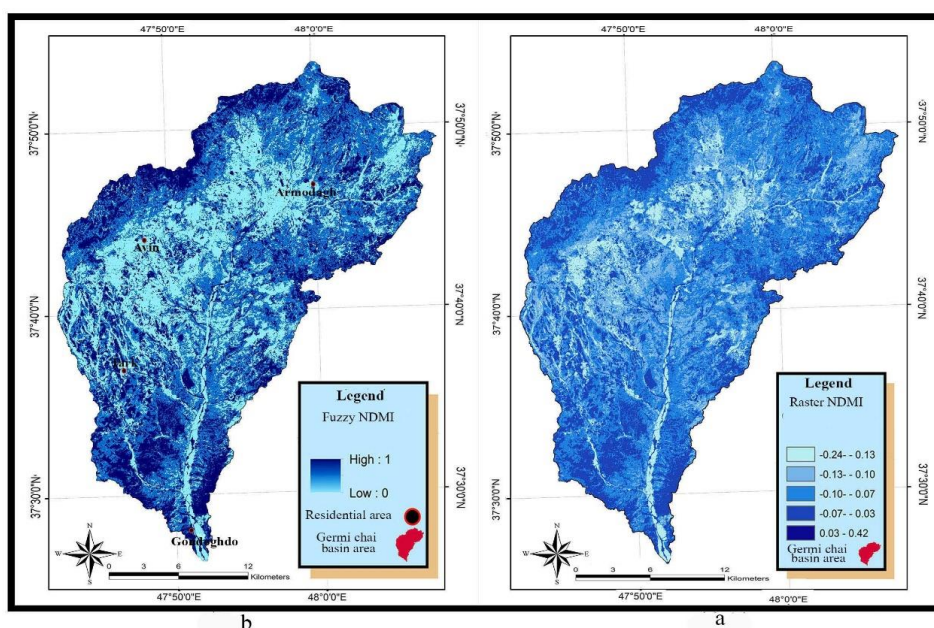 47°50'0"E
48°0'0"E
37°50'0"N
37°50'0"N
Armodagh
Avin
37°40'0"N
37°40'0"N
Legend
Fuzzy NDMI
High : 1
Low : 0
Residential area
Germi chai
basin area
37°30'0"N
37°30'0"N
N
W
E
S
0 3 6 12
Kilometers
47°50'0"E
48°0'0"E
b
47°50'0"E
48°0'0"E
37°50'0"N
37°50'0"N
37°40'0"N
37°40'0"N
Legend
Raster NDMI
-0.24- - 0.13
-0.13- - 0.10
-0.10- - 0.07
-0.07- - 0.03
0.03 - 0.42
Germi chai
basin area
37°30'0"N
37°30'0"N
N
W
E
S
0 3 6 12
Kilometers
47°50'0"E
48°0'0"E
a